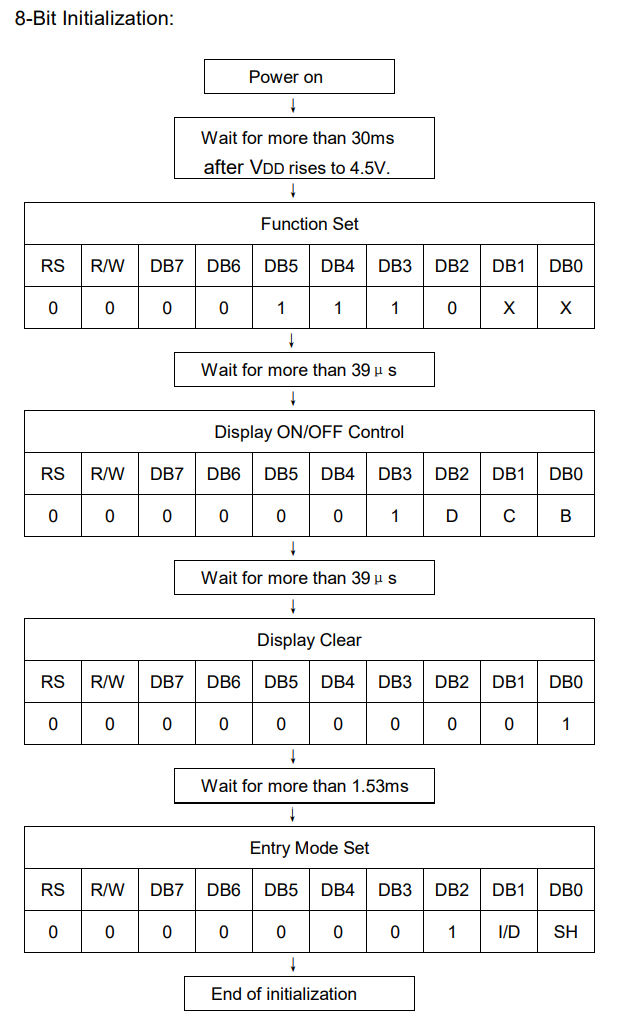 8-Bit Initialization:
Power on
Wait for more than 30ms
after VDD rises to 4.5V.
Function Set
RS R/W DB7 DB6 DB5 DB4 DB3 DB2 DB1 DB0
0 0 0 0 1 1 1 0 X X
Wait for more than 39μs
Display ON/OFF Control
RS R/W DB7 DB6 DB5 DB4 DB3 DB2 DB1 DB0
0 0 0 0 0 0 1 D C B
Wait for more than 39μs
Display Clear
RS R/W DB7 DB6 DB5 DB4 DB3 DB2 DB1 DB0
0 0 0 0 0 0 0 0 0 1
Wait for more than 1.53ms
Entry Mode Set
RS R/W DB7 DB6 DB5 DB4 DB3 DB2 DB1 DB0
0 0 0 0 0 0 0 1 I/D SH
End of initialization